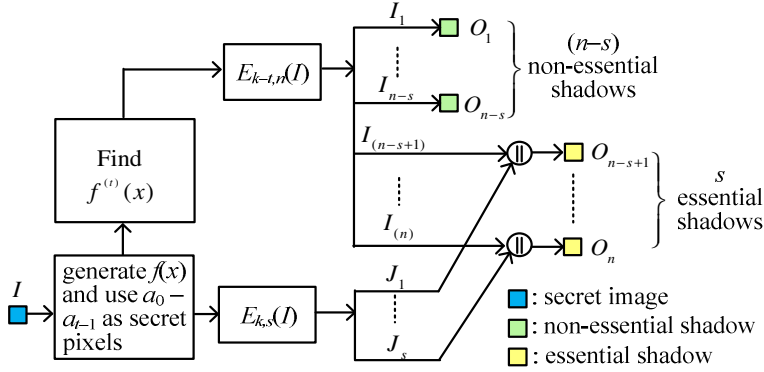 I
generate f(x)
and use a₀ –
aₜ₋₁ as secret
pixels
Find
f⁽ᵗ⁾(x)
Eₖ₋ₜ,ₙ(I)
Eₖ,ₛ(I)
I₁
Iₙ₋ₛ
I₍ₙ₋ₛ₊₁₎
I₍ₙ₎
J₁
Jₛ
||
||
O₁
Oₙ₋ₛ
Oₙ₋ₛ₊₁
Oₙ
(n–s)
non-essential
shadows
s
essential
shadows
: secret image
: non-essential shadow
: essential shadow